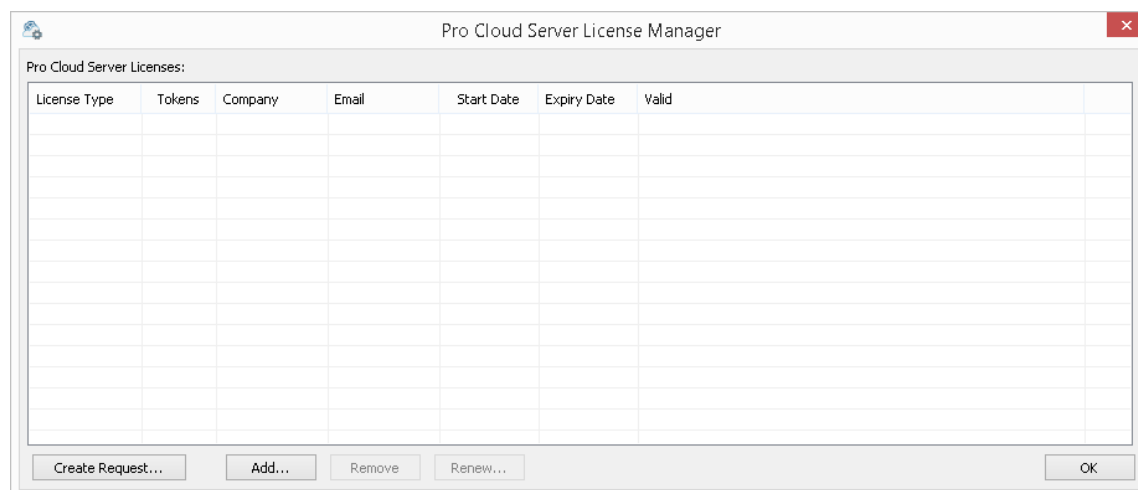 Pro Cloud Server License Manager
Pro Cloud Server Licenses:
License Type Tokens Company Email Start Date Expiry Date Valid
Create Request... Add... Remove Renew... OK